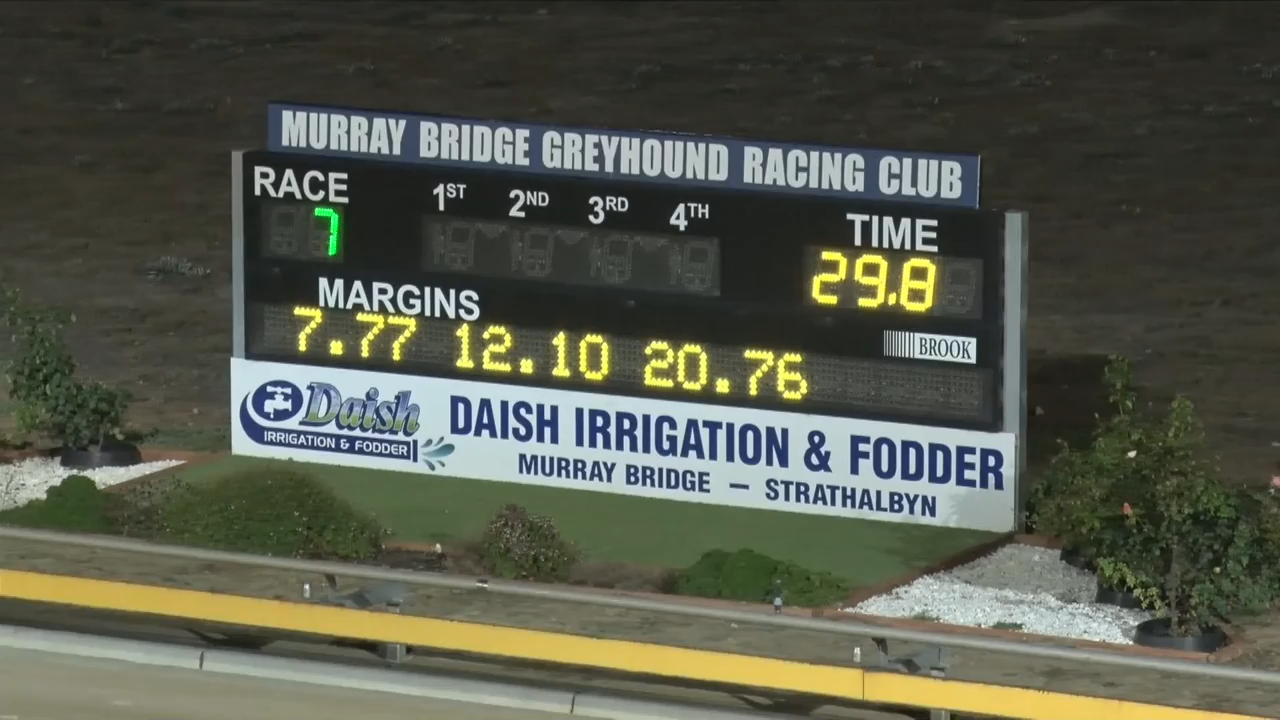 MURRAY BRIDGE GREYHOUND RACING CLUB
RACE 1ST 2ND 3RD 4TH TIME
7 29.8
MARGINS
7.77 12.10 20.76
BROOK
Daish
IRRIGATION & FODDER
DAISH IRRIGATION & FODDER
MURRAY BRIDGE — STRATHALBYN